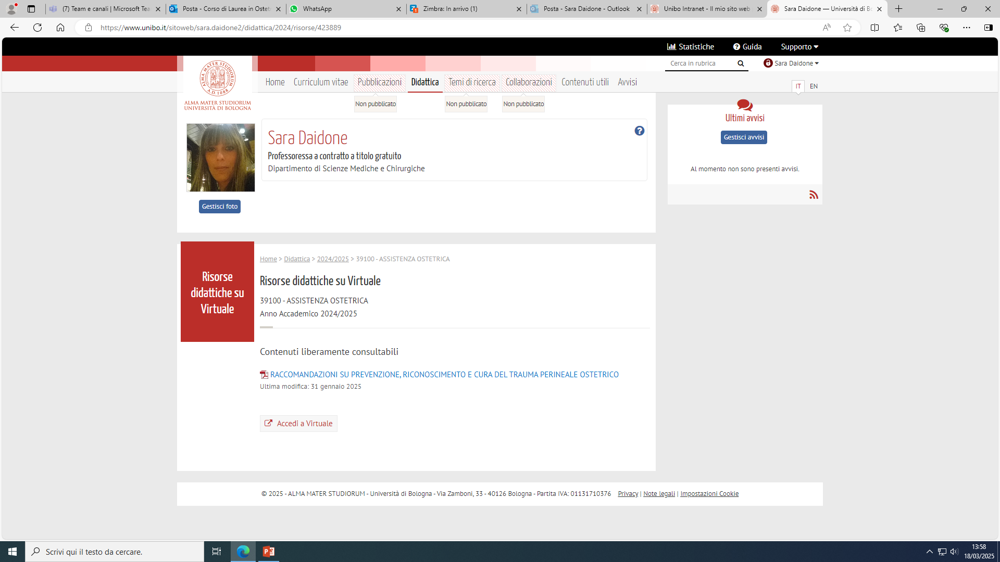 (7) Team e canali | Microsoft Tea
Posta - Corso di Laurea in Ostet
WhatsApp
Zimbra: In arrivo (1)
Posta - Sara Daidone - Outlook
Unibo Intranet - Il mio sito web
Sara Daidone — Università di Bo
https://www.unibo.it/sitoweb/sara.daidone2/didattica/2024/risorse/423889
Statistiche
Guida
Supporto
Cerca in rubrica
Sara Daidone
Home
Curriculum vitae
Pubblicazioni
Didattica
Temi di ricerca
Collaborazioni
Contenuti utili
Avvisi
IT
EN
ALMA MATER STUDIORUM
A.D. 1088
ALMA MATER STUDIORUM
UNIVERSITÀ DI BOLOGNA
Non pubblicato
Non pubblicato
Non pubblicato
Sara Daidone
Professoressa a contratto a titolo gratuito
Dipartimento di Scienze Mediche e Chirurgiche
Gestisci foto
Ultimi avvisi
Gestisci avvisi
Al momento non sono presenti avvisi.
Risorse
didattiche su
Virtuale
Home > Didattica > 2024/2025 > 39100 - ASSISTENZA OSTETRICA
Risorse didattiche su Virtuale
39100 - ASSISTENZA OSTETRICA
Anno Accademico 2024/2025
Contenuti liberamente consultabili
RACCOMANDAZIONI SU PREVENZIONE, RICONOSCIMENTO E CURA DEL TRAUMA PERINEALE OSTETRICO
Ultima modifica: 31 gennaio 2025
Accedi a Virtuale
© 2025 - ALMA MATER STUDIORUM - Università di Bologna - Via Zamboni, 33 - 40126 Bologna - Partita IVA: 01131710376 Privacy | Note legali | Impostazioni Cookie
Scrivi qui il testo da cercare.
13:58
18/03/2025